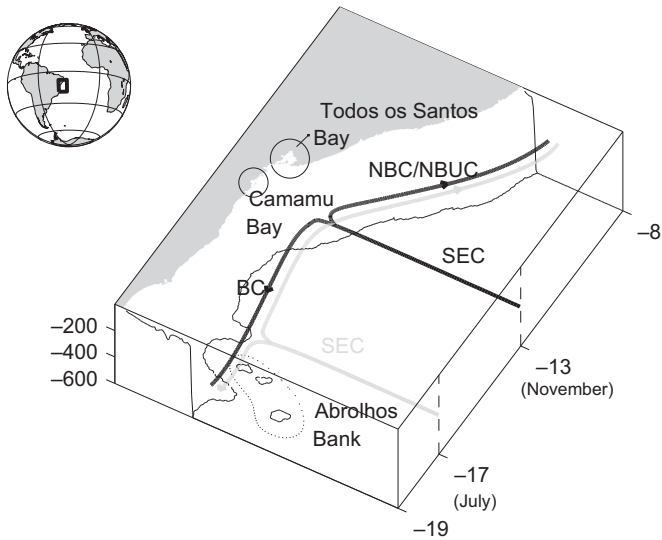 Todos os Santos
Bay
NBC/NBUC
Camamu
Bay
–8
SEC
BC
–200
SEC
–400
–13
–600
(November)
Abrolhos
Bank
–17
(July)
–19